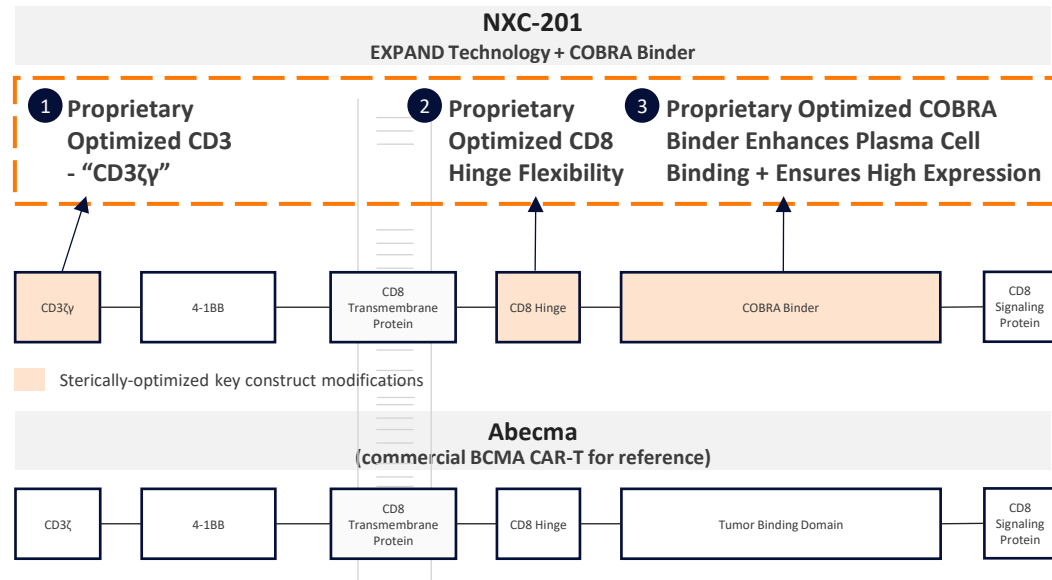 NXC-201
EXPAND Technology + COBRA Binder
1 Proprietary
Optimized CD3
- “CD3ζγ”
2 Proprietary
Optimized CD8
Hinge Flexibility
3 Proprietary Optimized COBRA
Binder Enhances Plasma Cell
Binding + Ensures High Expression
CD3ζγ
4-1BB
CD8
Transmembrane
Protein
CD8 Hinge
COBRA Binder
CD8
Signaling
Protein
Sterically-optimized key construct modifications
Abecma
(commercial BCMA CAR-T for reference)
CD3ζ
4-1BB
CD8
Transmembrane
Protein
CD8 Hinge
Tumor Binding Domain
CD8
Signaling
Protein